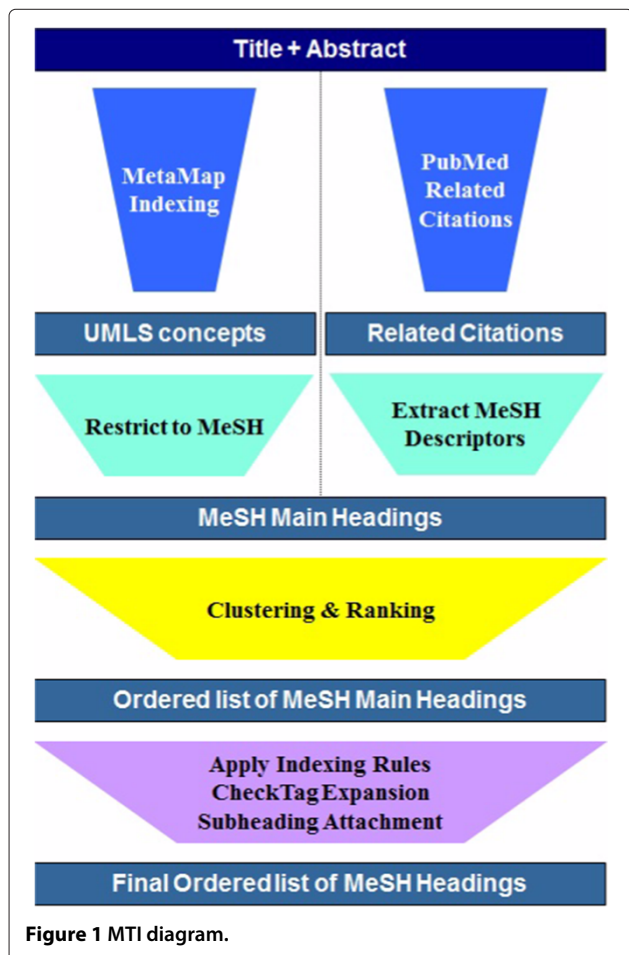 Title + Abstract
MetaMap
Indexing
PubMed
Related
Citations
UMLS concepts
Related Citations
Restrict to MeSH
Extract MeSH
Descriptors
MeSH Main Headings
Clustering & Ranking
Ordered list of MeSH Main Headings
Apply Indexing Rules
CheckTag Expansion
Subheading Attachment
Final Ordered list of MeSH Headings
Figure 1 MTI diagram.